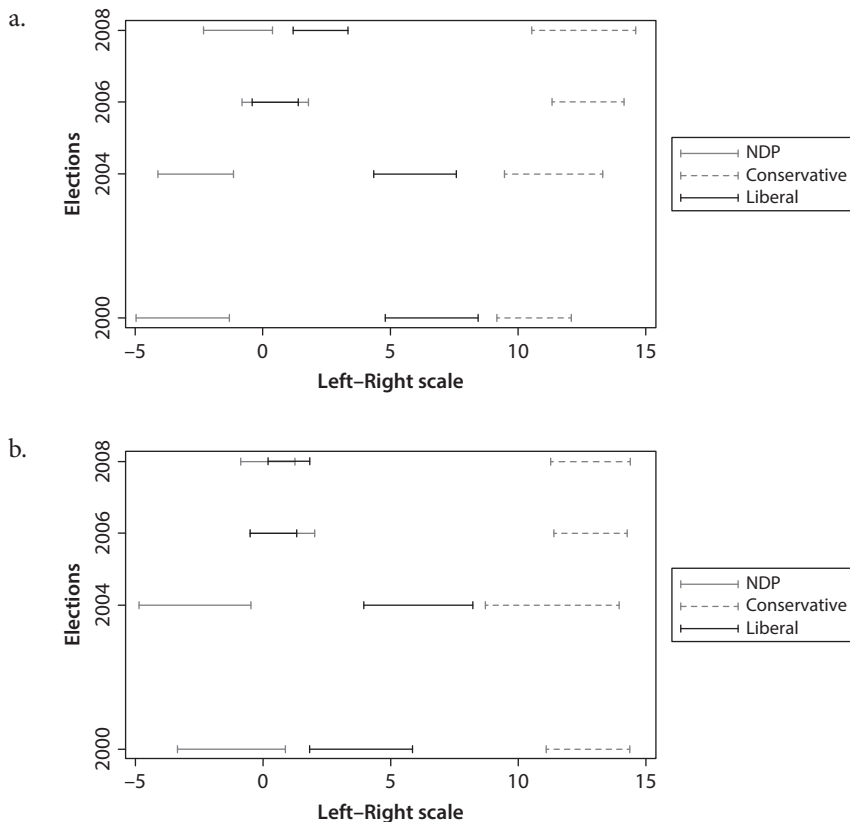 a.
2008
2006
2004
2000
Elections
−5 0 5 10 15
Left–Right scale
NDP
Conservative
Liberal
b.
2008
2006
2004
2000
Elections
−5 0 5 10 15
Left–Right scale
NDP
Conservative
Liberal